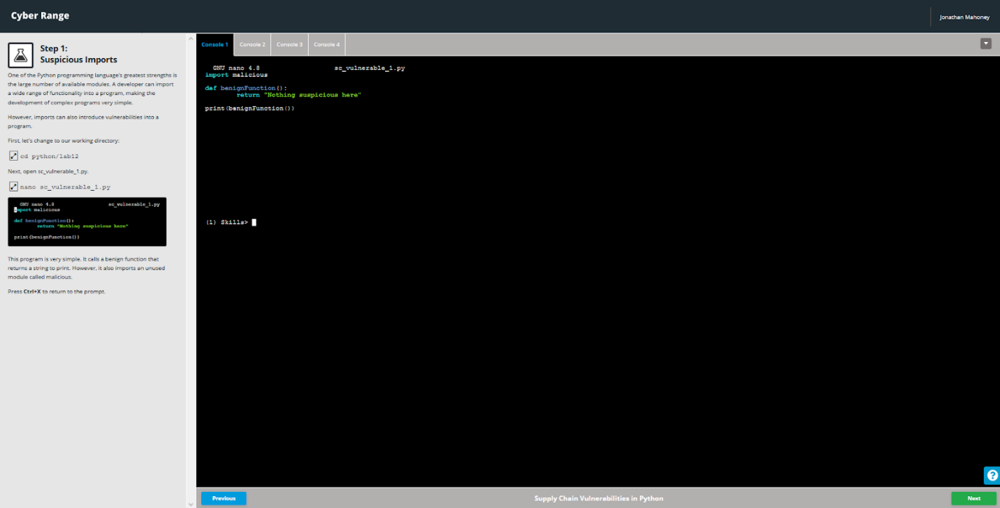 Cyber Range
Jonathan Mahoney
Step 1:
Suspicious Imports
One of the Python programming language's greatest strengths is
the large number of available modules. A developer can import
a wide range of functionality into a program, making the
development of complex programs very simple.
However, imports can also introduce vulnerabilities into a
program.
First, let's change to our working directory:
cd python/lab12
Next, open sc_vulnerable_1.py.
nano sc_vulnerable_1.py
GNU nano 4.8 sc_vulnerable_1.py
import malicious
def benignFunction():
return "Nothing suspicious here"
print(benignFunction())
This program is very simple. It calls a benign function that
returns a string to print. However, it also imports an unused
module called malicious.
Press Ctrl+X to return to the prompt.
Console 1 Console 2 Console 3 Console 4
GNU nano 4.8 sc_vulnerable_1.py
import malicious
def benignFunction():
return "Nothing suspicious here"
print(benignFunction())
(1) Skills>
?
Previous
Supply Chain Vulnerabilities in Python
Next